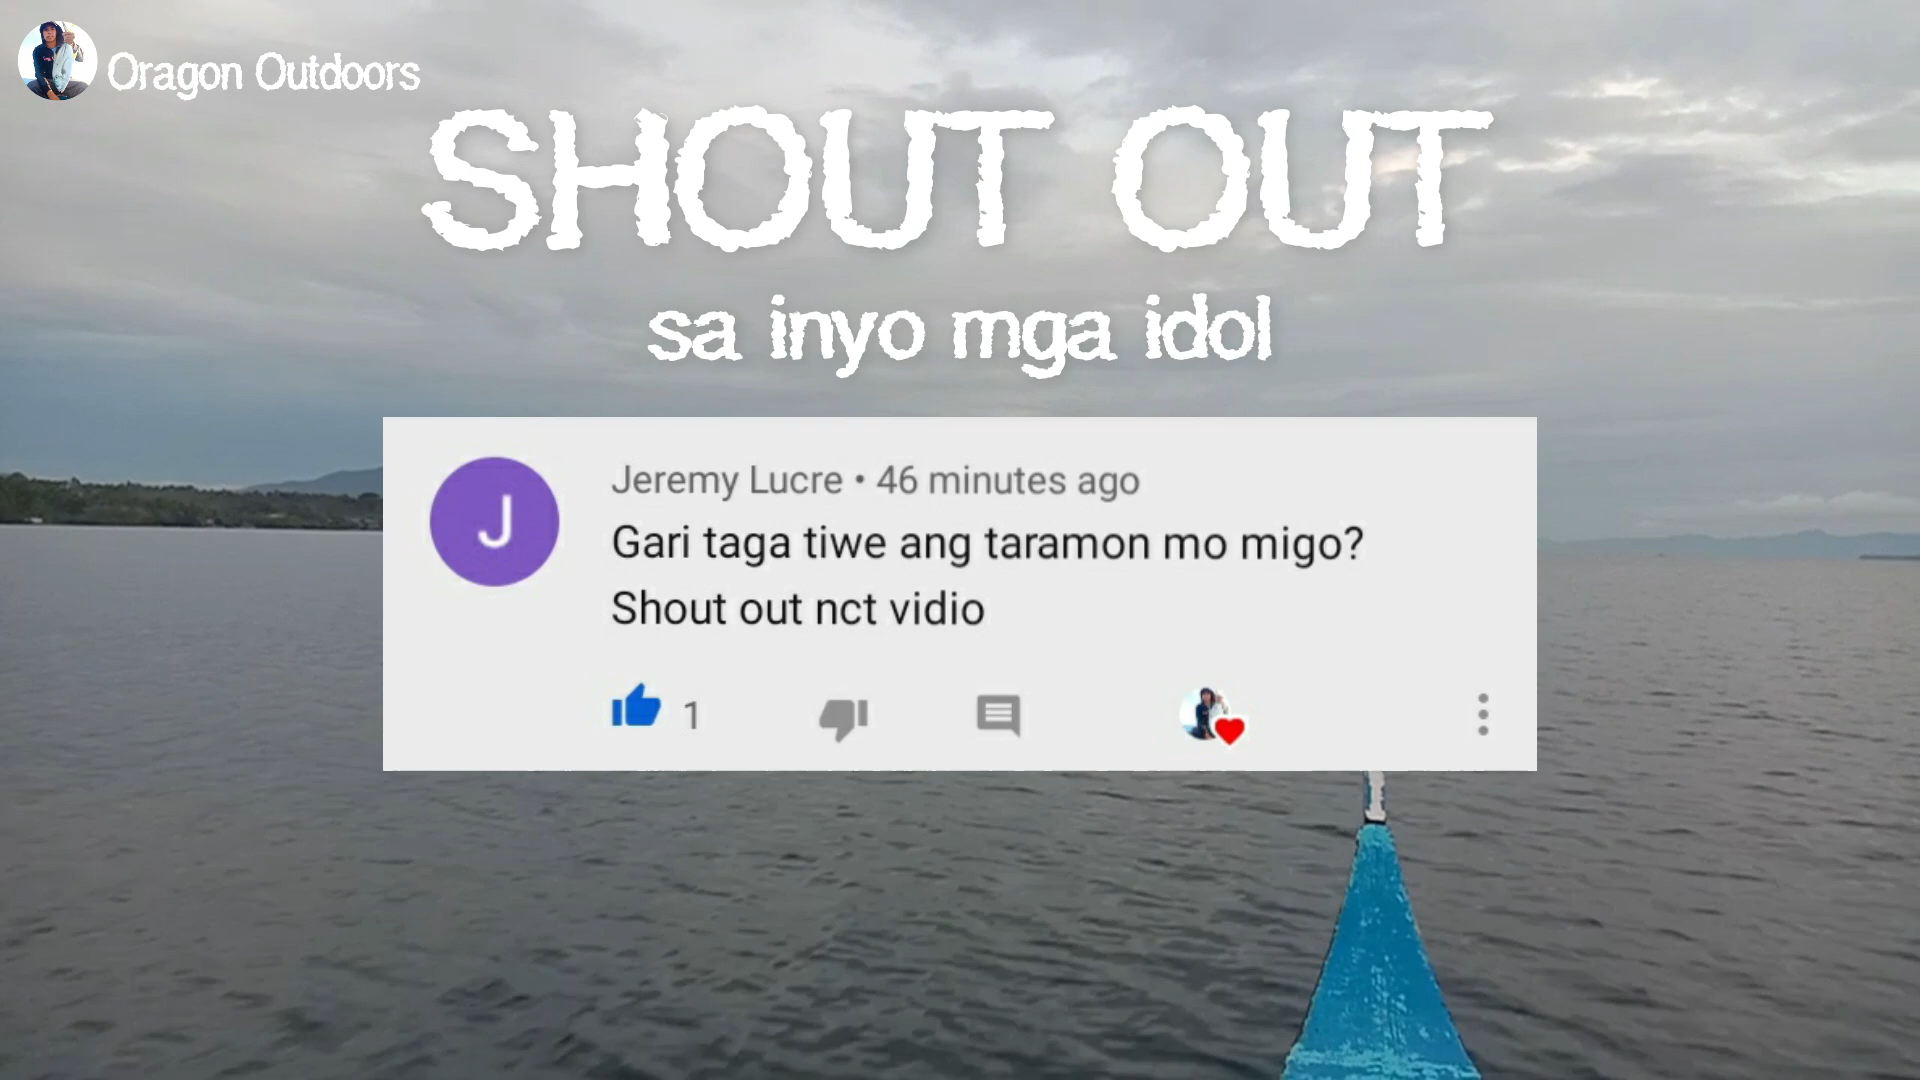 Oragon Outdoors
SHOUT OUT
sa inyo mga idol
J
Jeremy Lucre • 46 minutes ago
Gari taga tiwe ang taramon mo migo?
Shout out nct vidio
1